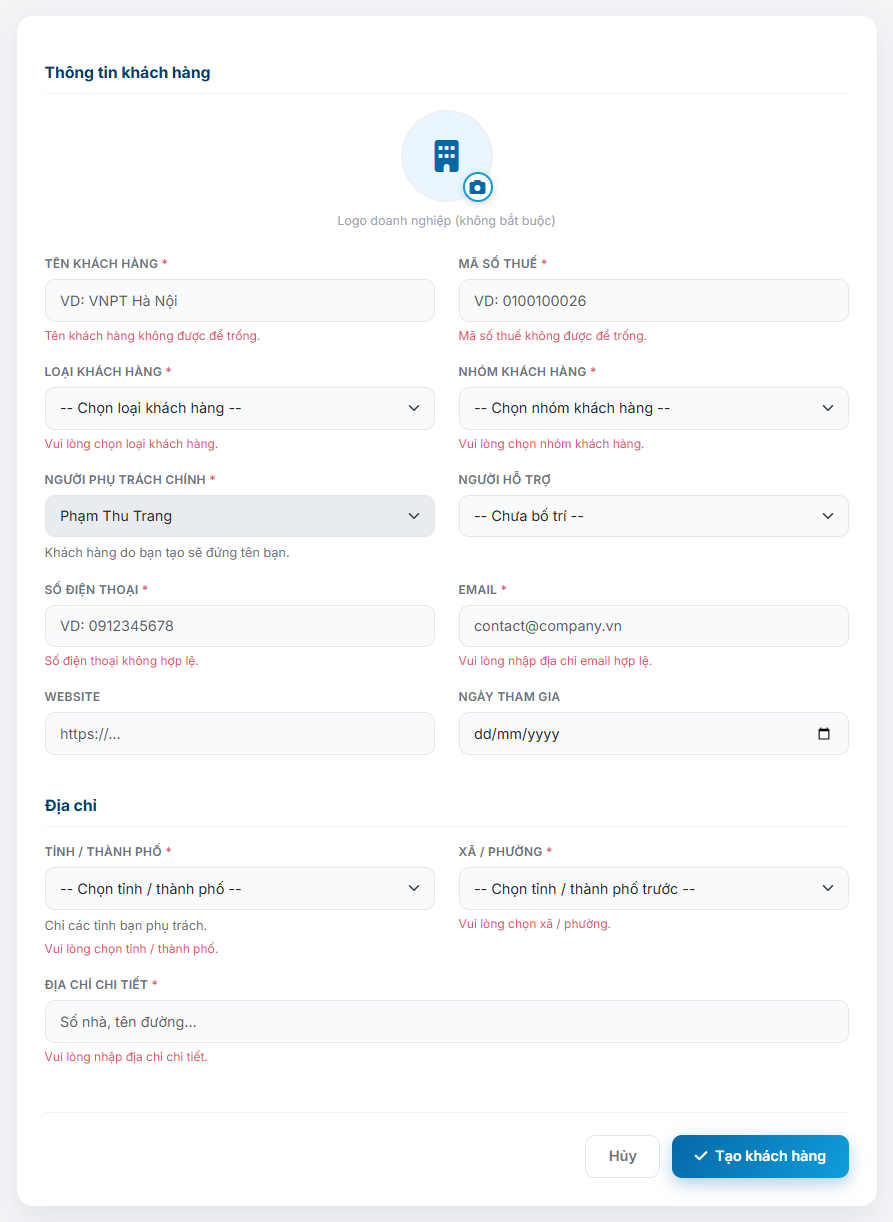 Thông tin khách hàng
Logo doanh nghiệp (không bắt buộc)
TÊN KHÁCH HÀNG *
MÃ SỐ THUẾ *
VD: VNPT Hà Nội
VD: 0100100026
Tên khách hàng không được để trống.
Mã số thuế không được để trống.
LOẠI KHÁCH HÀNG *
NHÓM KHÁCH HÀNG *
-- Chọn loại khách hàng --
-- Chọn nhóm khách hàng --
Vui lòng chọn loại khách hàng.
Vui lòng chọn nhóm khách hàng.
NGƯỜI PHỤ TRÁCH CHÍNH *
NGƯỜI HỖ TRỢ
Phạm Thu Trang
-- Chưa bố trí --
Khách hàng do bạn tạo sẽ đứng tên bạn.
SỐ ĐIỆN THOẠI *
EMAIL *
VD: 0912345678
contact@company.vn
Số điện thoại không hợp lệ.
Vui lòng nhập địa chỉ email hợp lệ.
WEBSITE
NGÀY THAM GIA
https://...
dd/mm/yyyy
Địa chỉ
TỈNH / THÀNH PHỐ *
XÃ / PHƯỜNG *
-- Chọn tỉnh / thành phố --
-- Chọn tỉnh / thành phố trước --
Chỉ các tỉnh bạn phụ trách.
Vui lòng chọn xã / phường.
Vui lòng chọn tỉnh / thành phố.
ĐỊA CHỈ CHI TIẾT *
Số nhà, tên đường...
Vui lòng nhập địa chỉ chi tiết.
Hủy
Tạo khách hàng